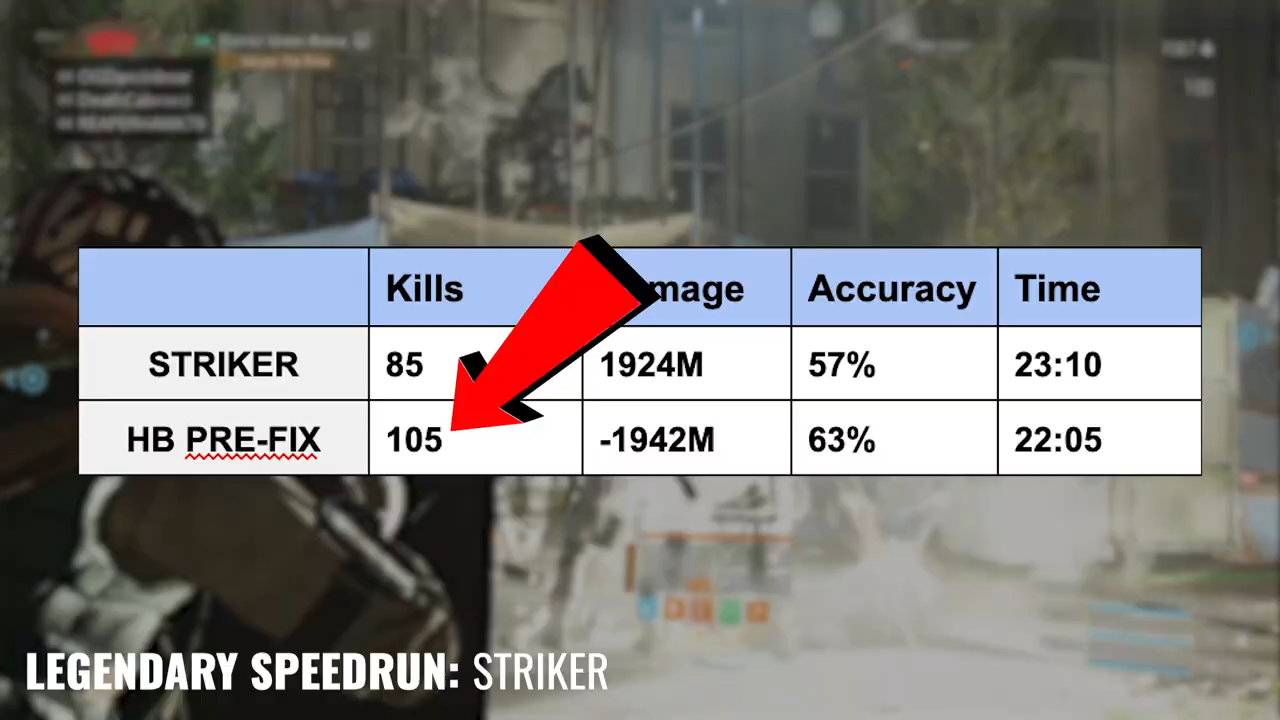 Kills mage Accuracy Time
STRIKER 85 1924M 57% 23:10
HB PRE-FIX 105 -1942M 63% 22:05
LEGENDARY SPEEDRUN: STRIKER